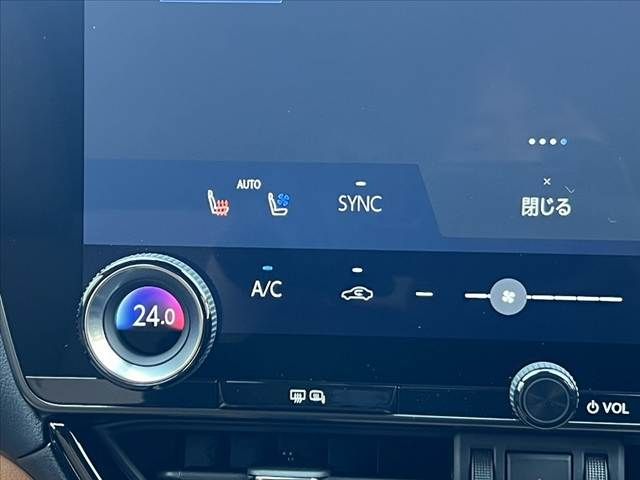 AUTO
SYNC
×
閉じる
24.0
A/C
VOL